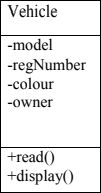 Vehicle
-model
-regNumber
-colour
-owner
+read()
+display()